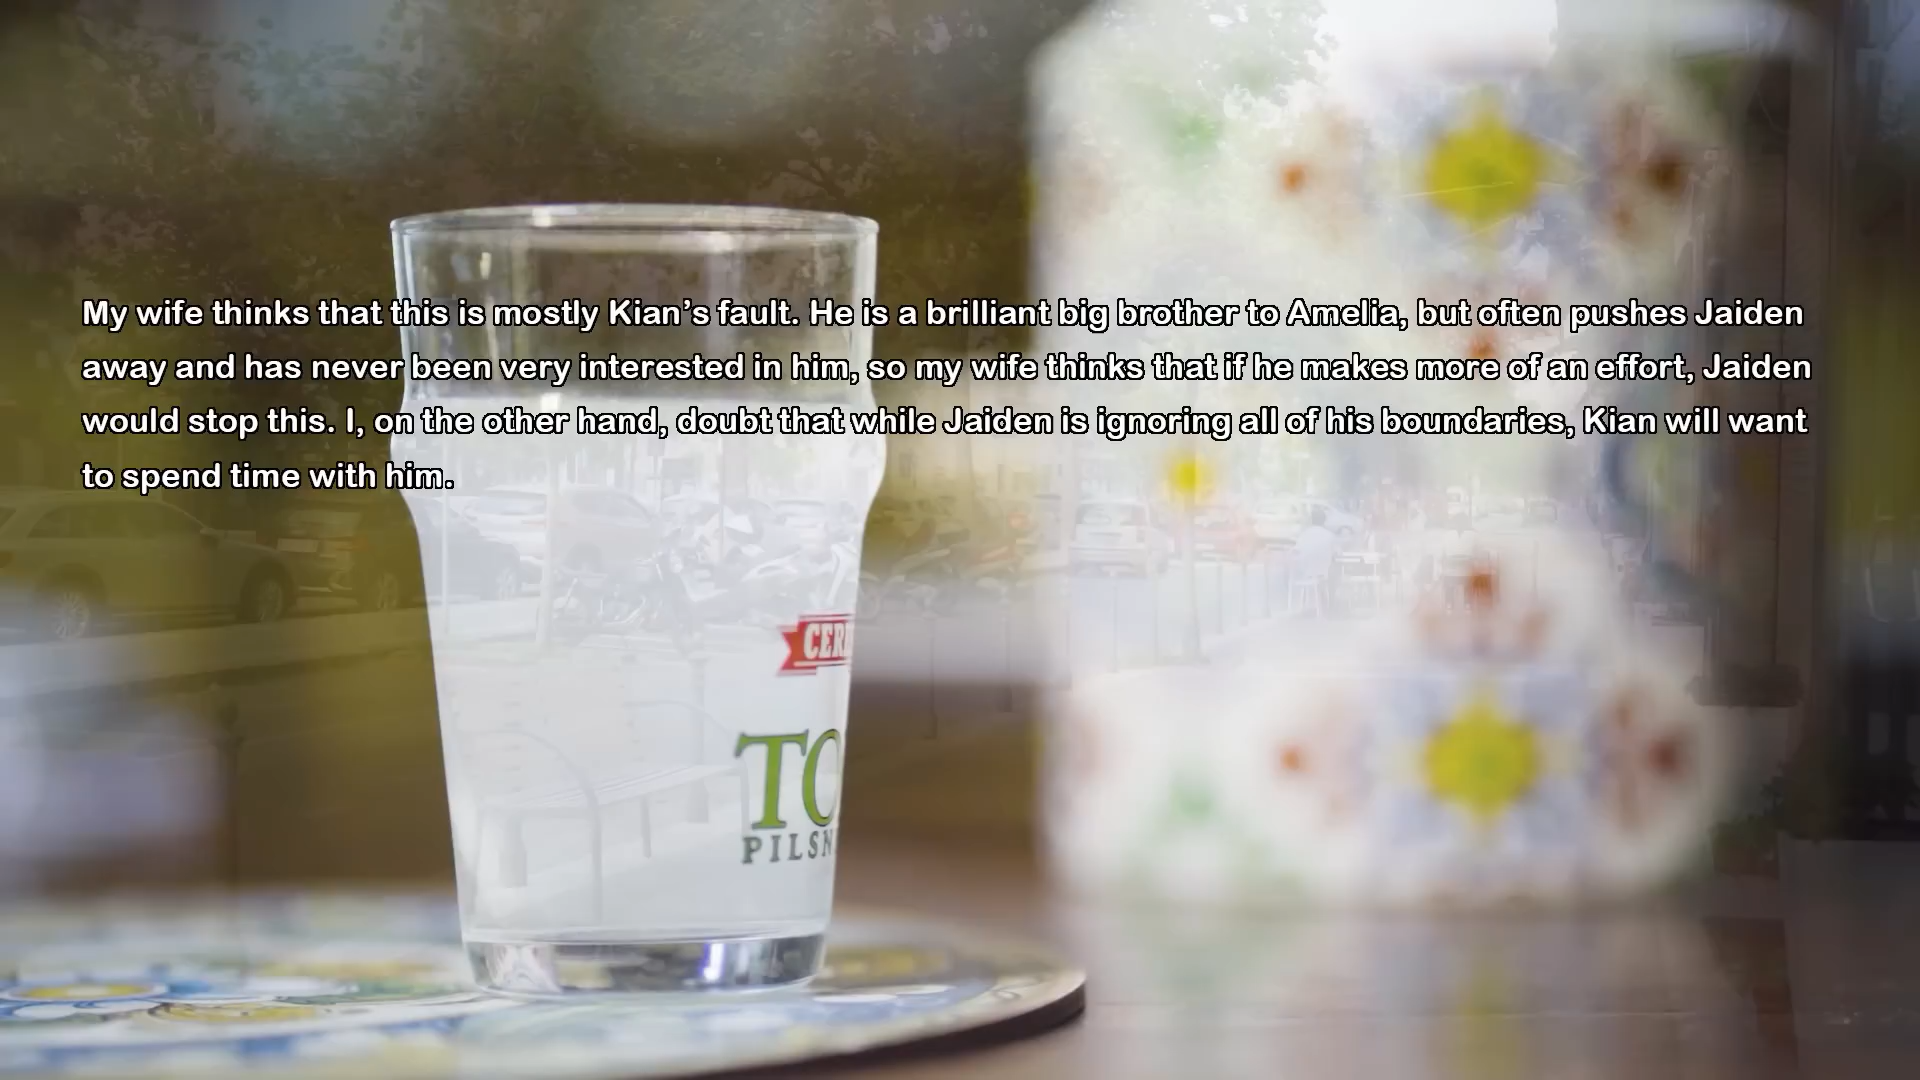 My wife thinks that this is mostly Kian’s fault. He is a brilliant big brother to Amelia, but often pushes Jaiden
away and has never been very interested in him, so my wife thinks that if he makes more of an effort, Jaiden
would stop this. I, on the other hand, doubt that while Jaiden is ignoring all of his boundaries, Kian will want
to spend time with him.